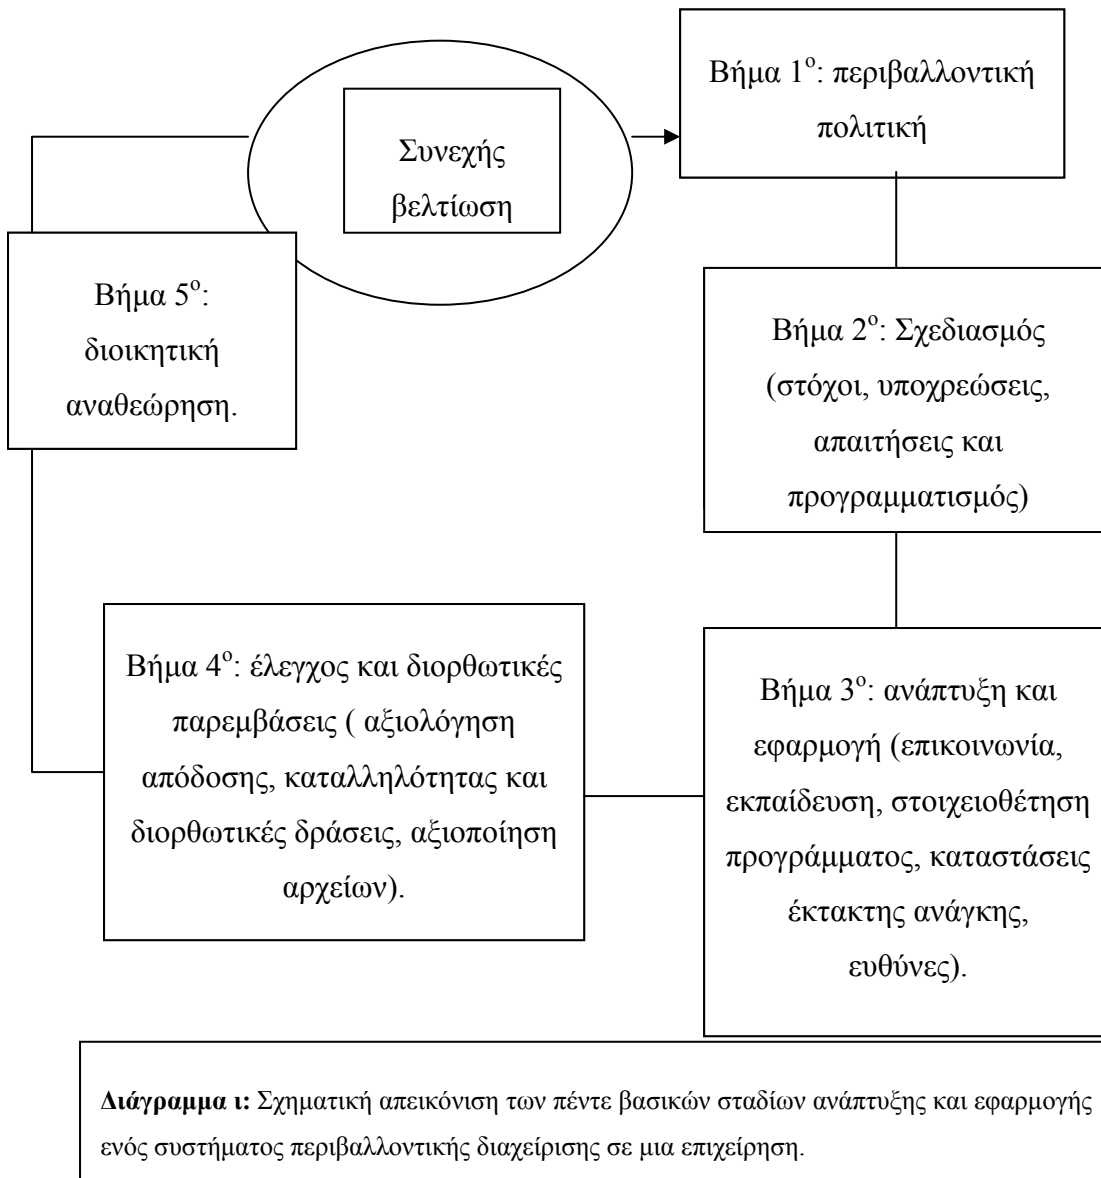 Συνεχής
βελτίωση
Βήμα 1ο: περιβαλλοντική
πολιτική
Βήμα 2ο: Σχεδιασμός
(στόχοι, υποχρεώσεις,
απαιτήσεις και
προγραμματισμός)
Βήμα 3ο: ανάπτυξη και
εφαρμογή (επικοινωνία,
εκπαίδευση, στοιχειοθέτηση
προγράμματος, καταστάσεις
έκτακτης ανάγκης,
ευθύνες).
Βήμα 4ο: έλεγχος και διορθωτικές
παρεμβάσεις ( αξιολόγηση
απόδοσης, καταλληλότητας και
διορθωτικές δράσεις, αξιοποίηση
αρχείων).
Βήμα 5ο:
διοικητική
αναθεώρηση.
Διάγραμμα ι: Σχηματική απεικόνιση των πέντε βασικών σταδίων ανάπτυξης και εφαρμογής
ενός συστήματος περιβαλλοντικής διαχείρισης σε μια επιχείρηση.